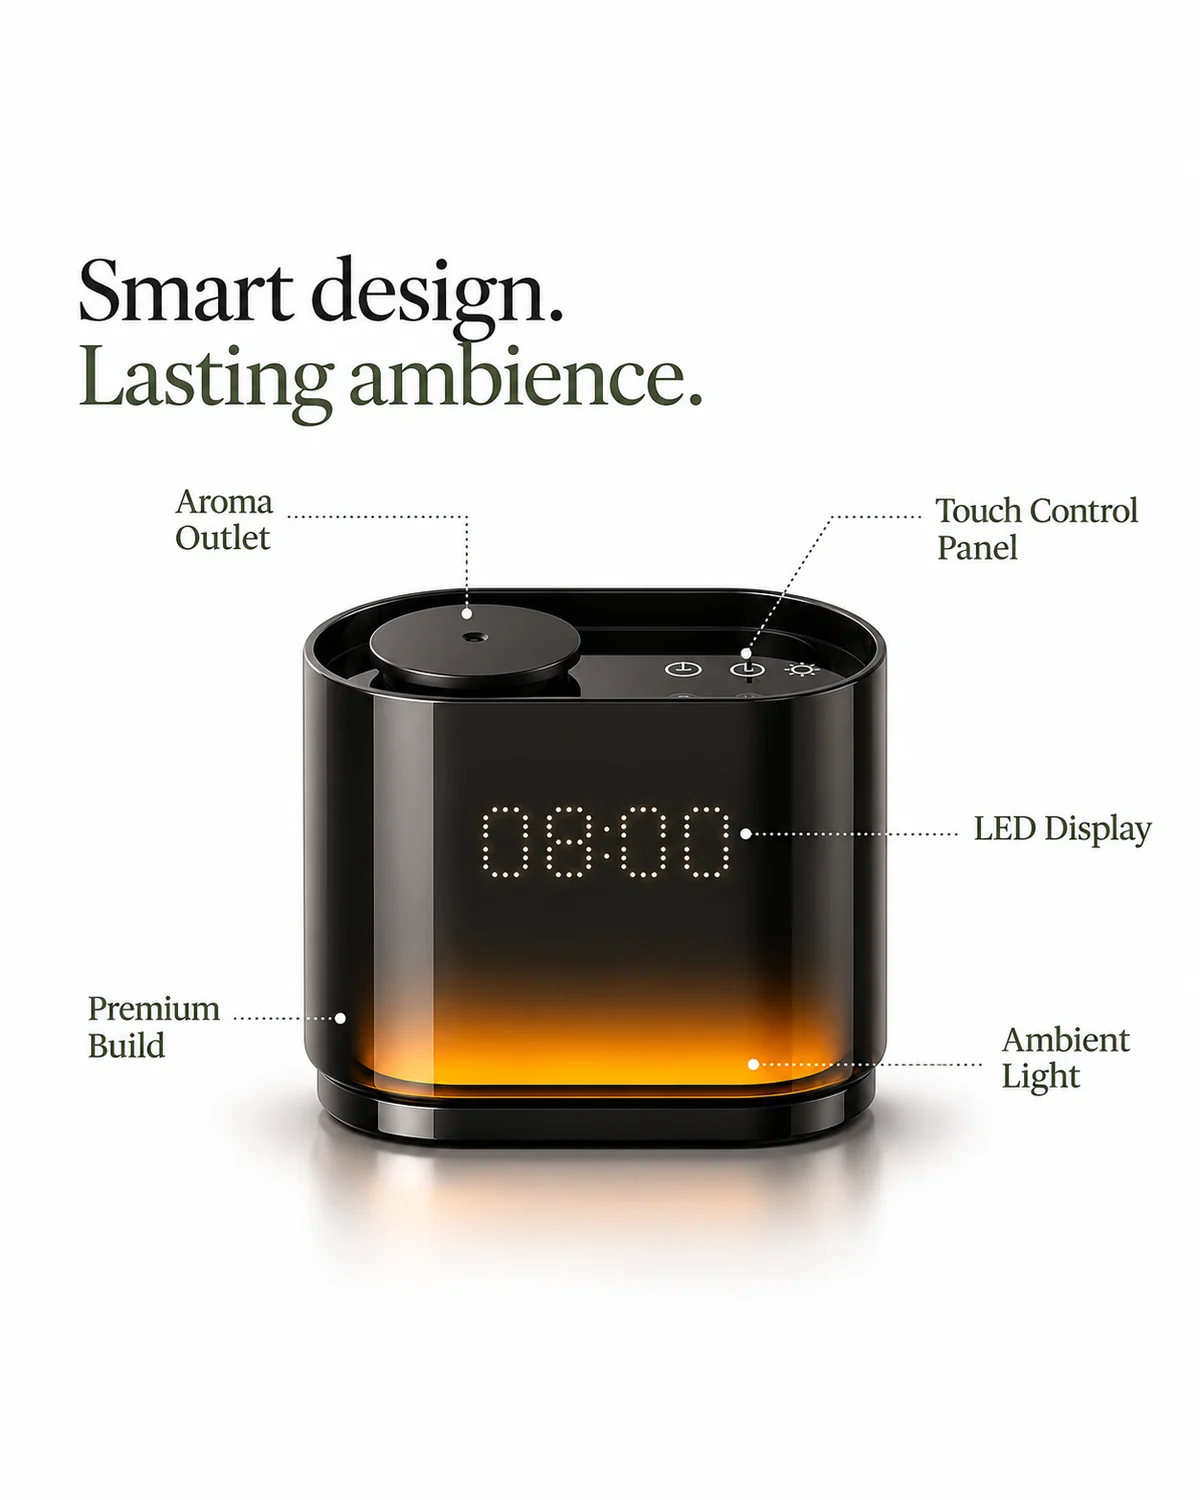 Smart design.
Lasting ambience.
Aroma
Outlet
Touch Control
Panel
08:00
LED Display
Premium
Build
Ambient
Light